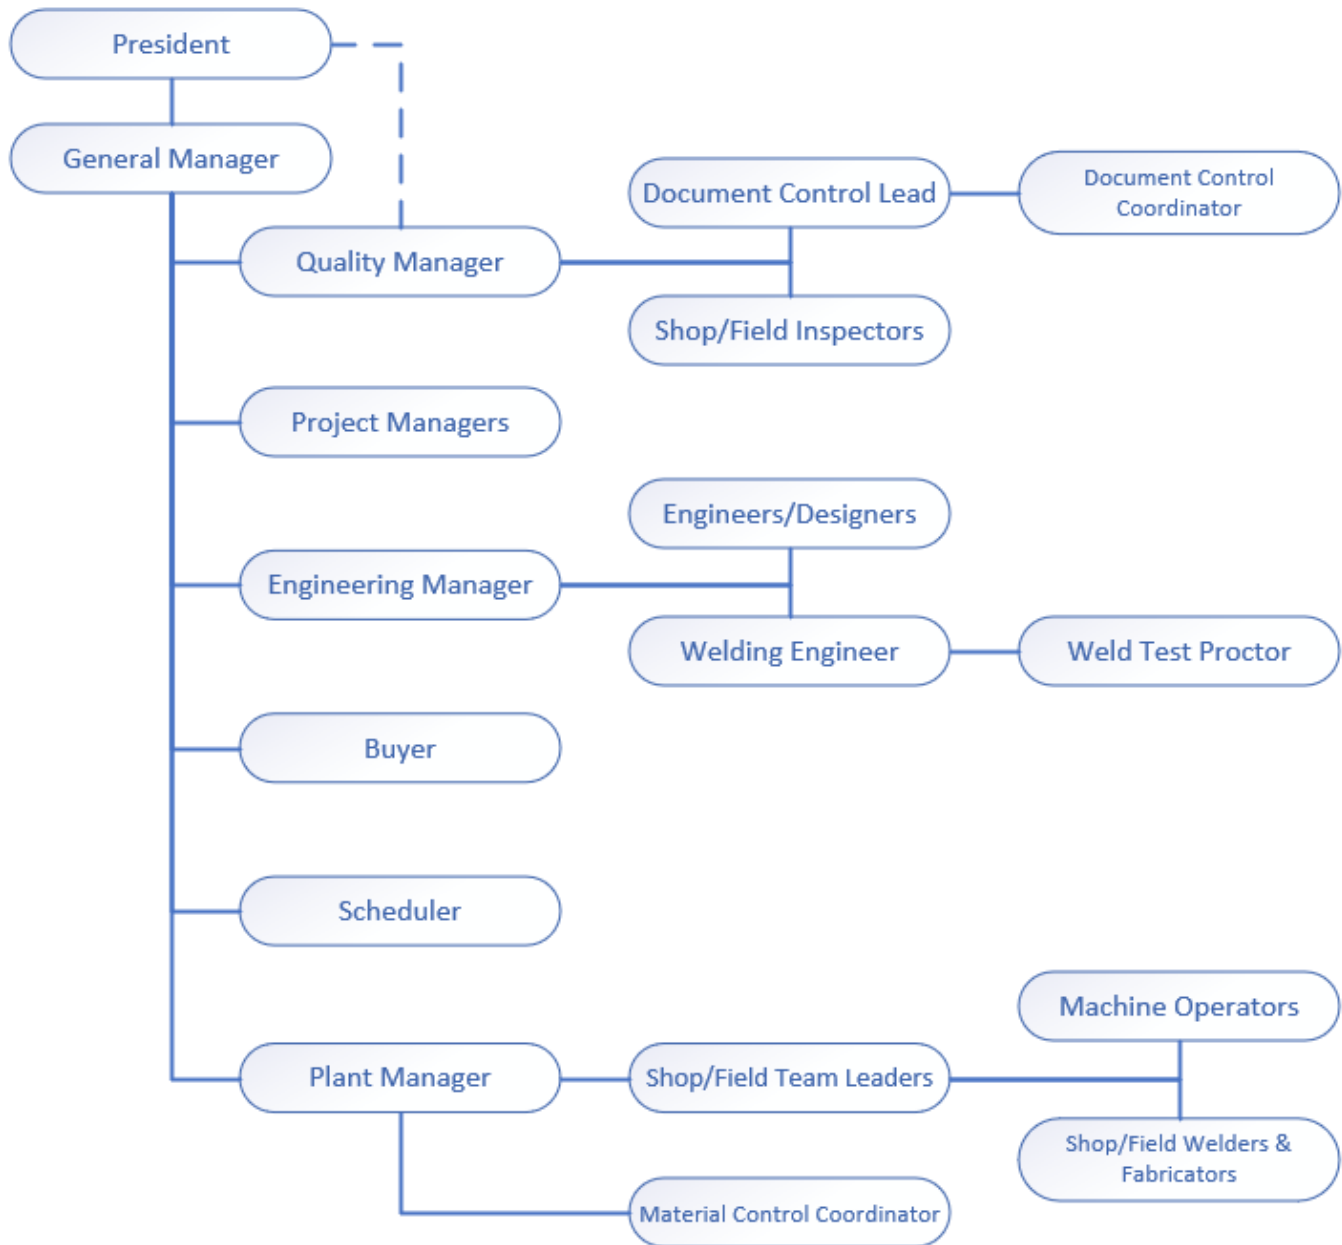 President
General Manager
Document Control Lead
Document Control
Coordinator
Quality Manager
Shop/Field Inspectors
Project Managers
Engineers/Designers
Engineering Manager
Welding Engineer
Weld Test Proctor
Buyer
Scheduler
Machine Operators
Plant Manager
Shop/Field Team Leaders
Shop/Field Welders &
Fabricators
Material Control Coordinator